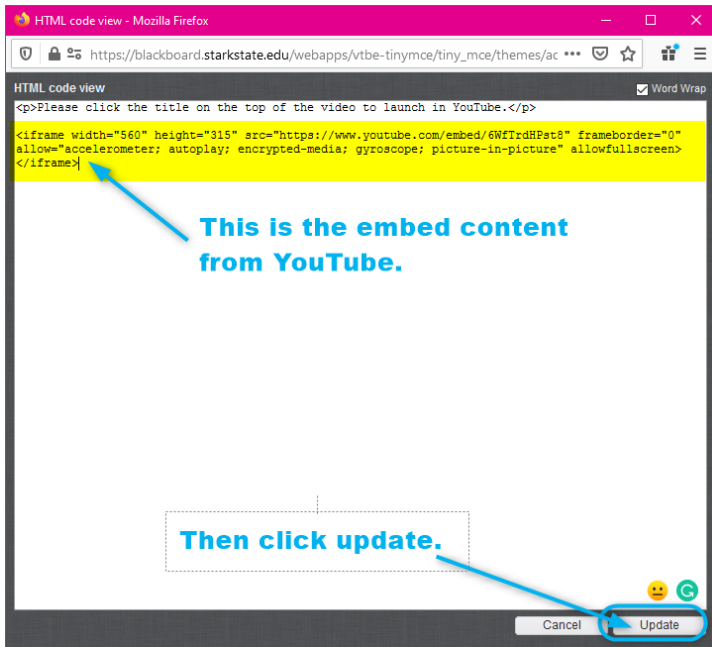 HTML code view - Mozilla Firefox
https://blackboard.starkstate.edu/webapps/vtbe-tinymce/tiny_mce/themes/ac
HTML code view
Word Wrap
<p>Please click the title on the top of the video to launch in YouTube.</p>
<iframe width="560" height="315" src="https://www.youtube.com/embed/6WfTrdHPst8" frameborder="0"
allow="accelerometer; autoplay; encrypted-media; gyroscope; picture-in-picture" allowfullscreen>
</iframe>
This is the embed content
from YouTube.
Then click update.
Cancel
Update